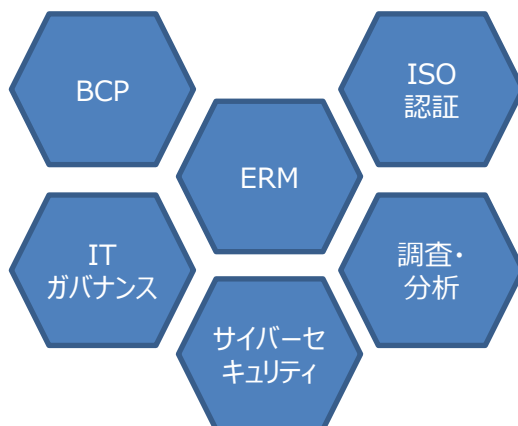 BCP
ISO
認証
ERM
IT
ガバナンス
調査・
分析
サイバーセ
キュリティ